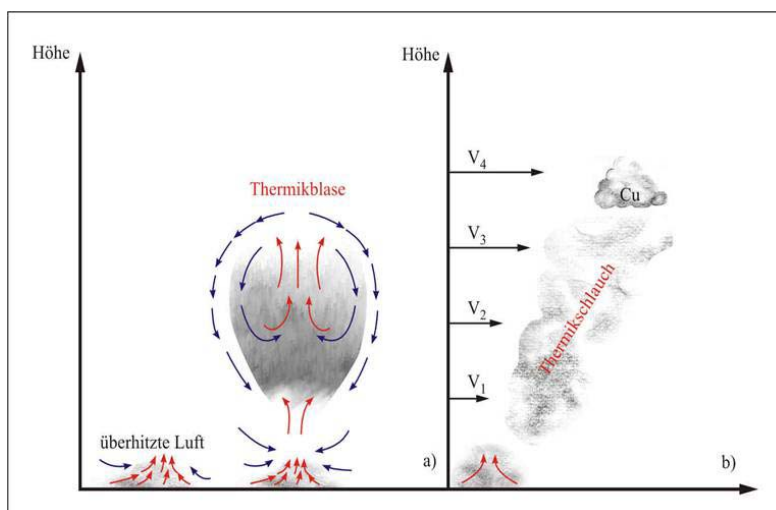 Höhe
Thermikblase
überhitzte Luft
a)
Höhe
V₄
Cu
V₃
Thermikschlauch
V₂
V₁
b)